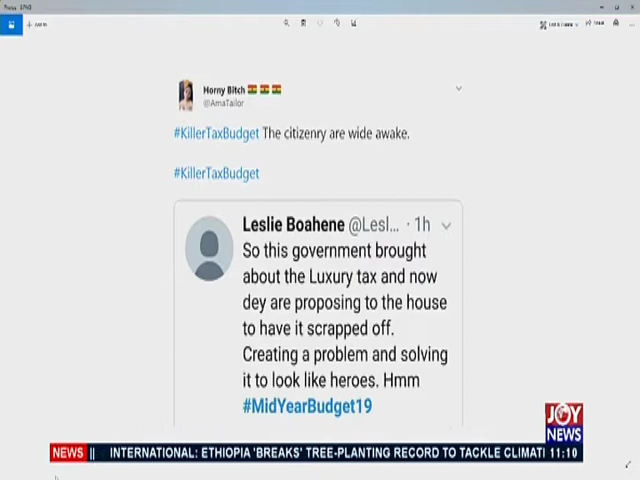 Horny Bitch
@AmaTailor
#KillerTaxBudget The citizenry are wide awake.
#KillerTaxBudget
Leslie Boahene @Lesl... · 1h
So this government brought
about the Luxury tax and now
dey are proposing to the house
to have it scrapped off.
Creating a problem and solving
it to look like heroes. Hmm
#MidYearBudget19
JOY
NEWS
NEWS || INTERNATIONAL: ETHIOPIA 'BREAKS' TREE-PLANTING RECORD TO TACKLE CLIMATI 11:10